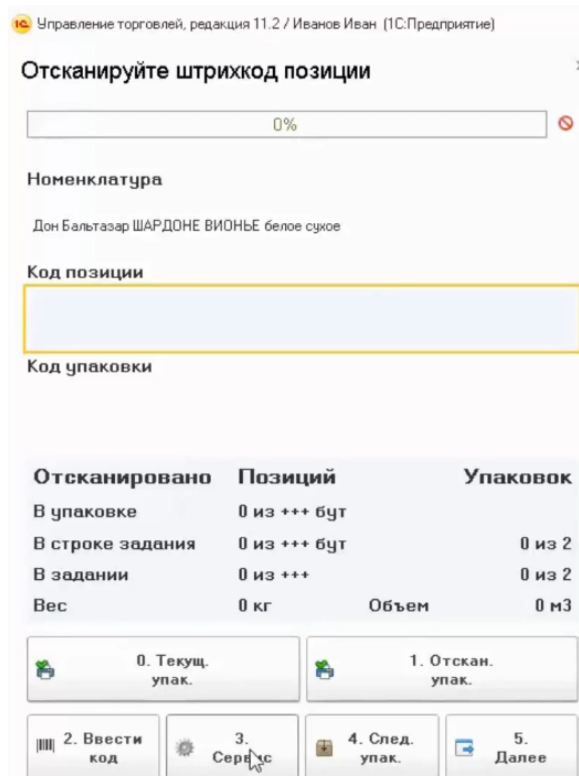 1С Управление торговлей, редакция 11.2 / Иванов Иван (1С:Предприятие)
Отсканируйте штрихкод позиции
0%
Номенклатура
Дон Бальтазар ШАРДОНЕ ВИОНЬЕ белое сухое
Код позиции
Код упаковки
Отсканировано Позиций Упаковок
В упаковке 0 из +++ бут
В строке задания 0 из +++ бут 0 из 2
В задании 0 из +++ 0 из 2
Вес 0 кг Объем 0 м3
0. Текущ. упак.
1. Отскан. упак.
2. Ввести код
3. Сервис
4. След. упак.
5. Далее